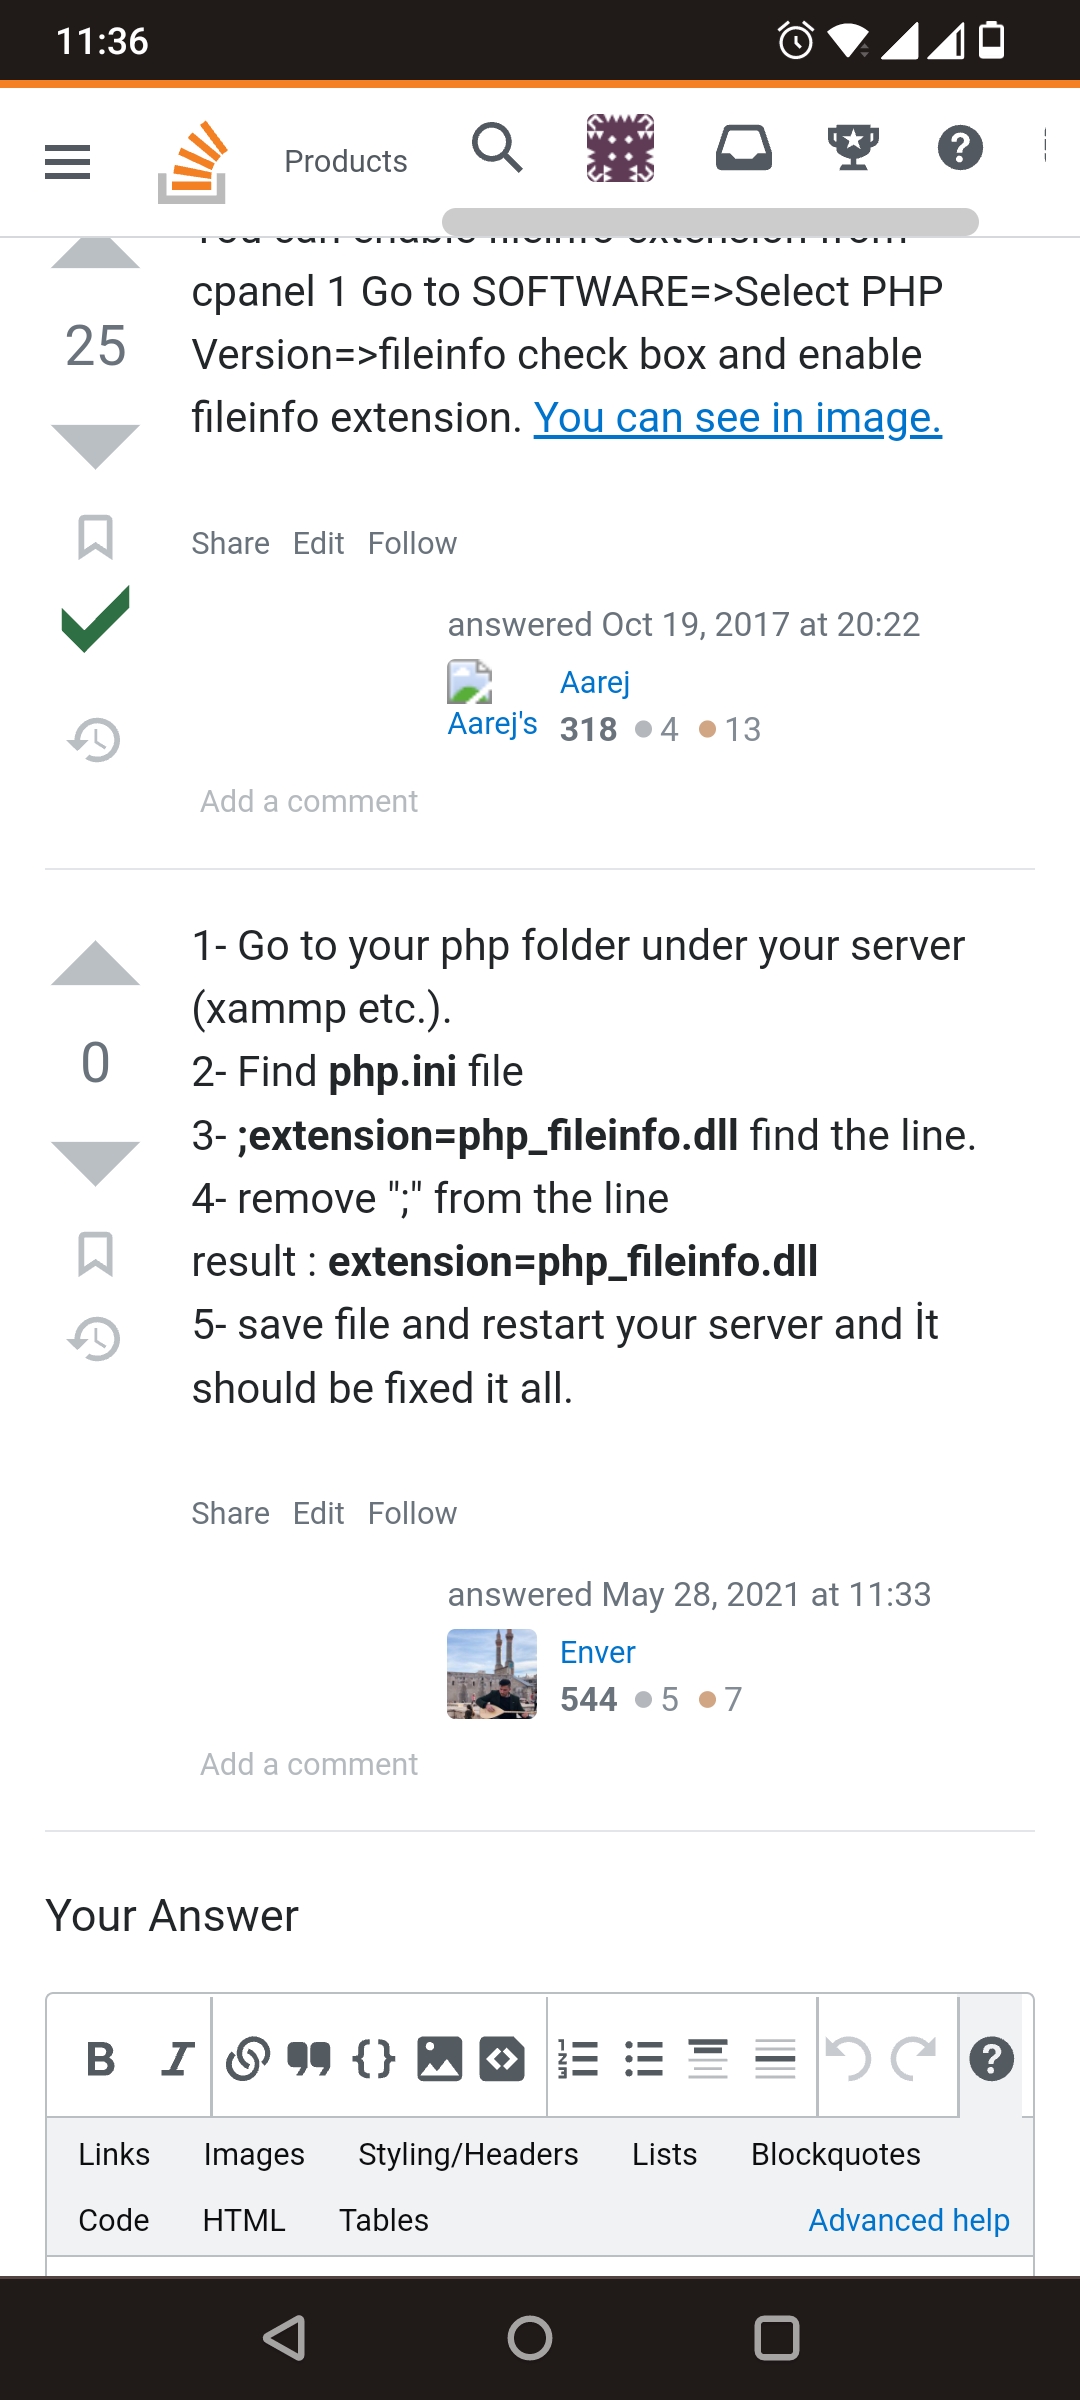 11:36
Products
You can enable fileinfo extension from
cpanel 1 Go to SOFTWARE=>Select PHP
Version=>fileinfo check box and enable
fileinfo extension. You can see in image.
25
Share Edit Follow
answered Oct 19, 2017 at 20:22
Aarej's
Aarej
318 4 13
Add a comment
1- Go to your php folder under your server
(xammp etc.).
0
2- Find php.ini file
3- ;extension=php_fileinfo.dll find the line.
4- remove ";" from the line
result : extension=php_fileinfo.dll
5- save file and restart your server and İt
should be fixed it all.
Share Edit Follow
answered May 28, 2021 at 11:33
Enver
544 5 7
Add a comment
Your Answer
B I
Links Images Styling/Headers Lists Blockquotes
Code HTML Tables Advanced help